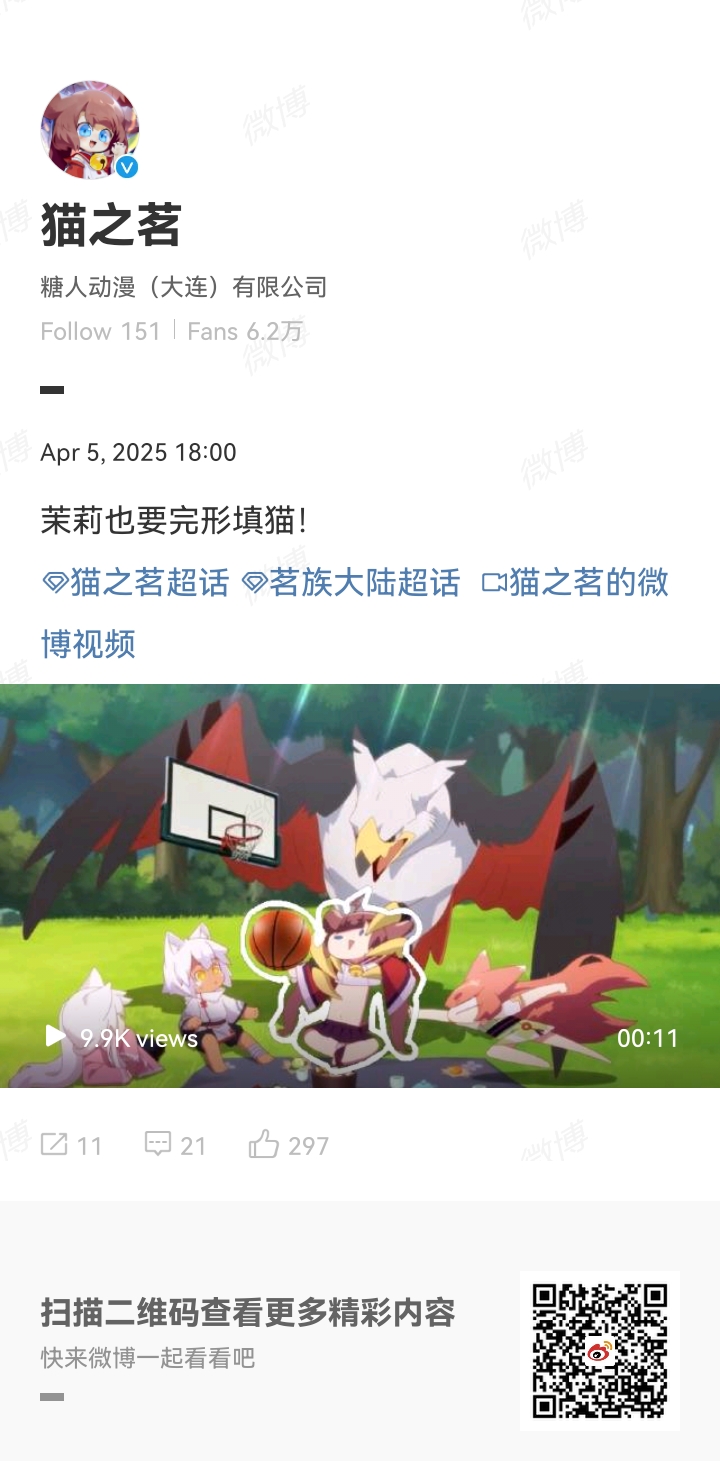 猫之茗
糖人动漫（大连）有限公司
Follow 151 | Fans 6.2万
Apr 5, 2025 18:00
茉莉也要完形填猫！
猫之茗超话 茗族大陆超话 猫之茗的微
博视频
9.9K views
00:11
11 21 297
扫描二维码查看更多精彩内容
快来微博一起看看吧
微博